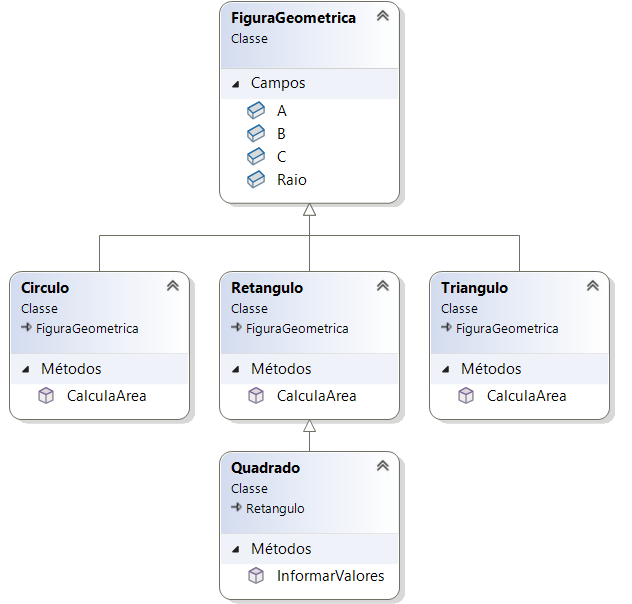 FiguraGeometrica
Classe
Campos
A
B
C
Raio
Circulo
Classe
FiguraGeometrica
Métodos
CalculaArea
Retangulo
Classe
FiguraGeometrica
Métodos
CalculaArea
Triangulo
Classe
FiguraGeometrica
Métodos
CalculaArea
Quadrado
Classe
Retangulo
Métodos
InformarValores